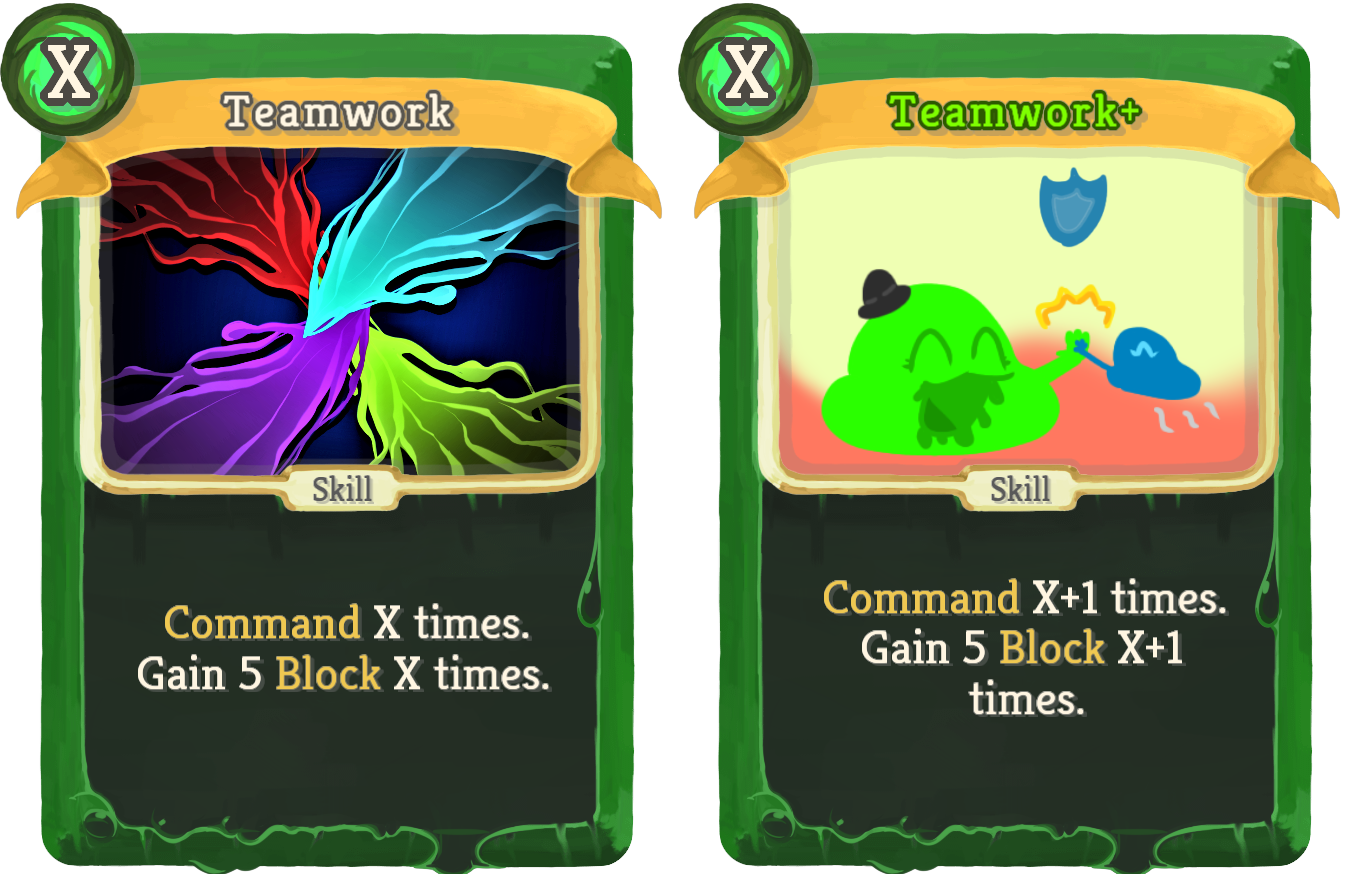 X
Teamwork
Skill
Command X times.
Gain 5 Block X times.
X
Teamwork+
Skill
Command X+1 times.
Gain 5 Block X+1
times.